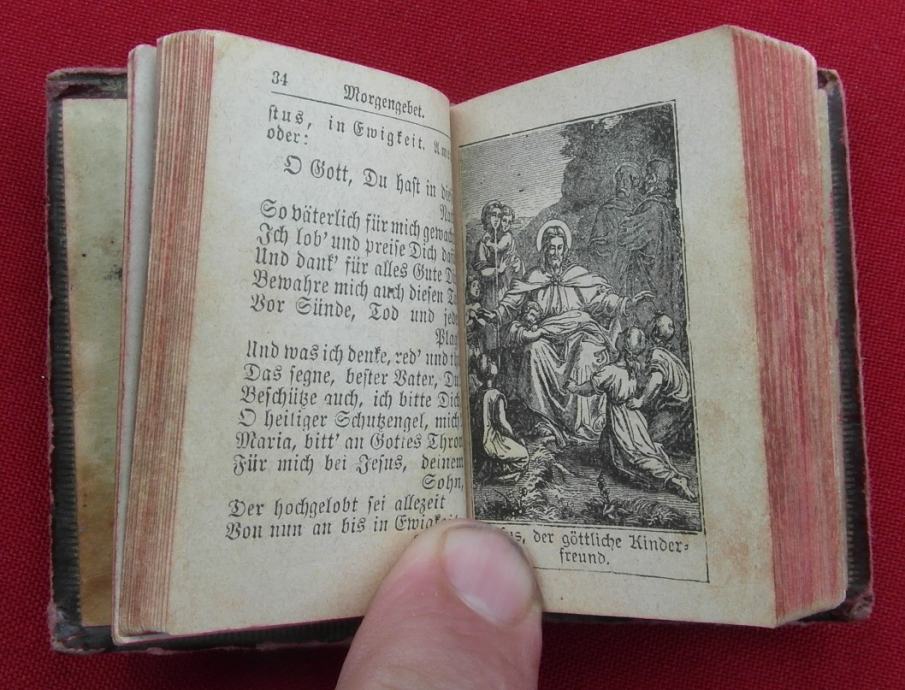 34
Morgengebet.
stus, in Ewigkeit.
oder:
O Gott, Du hast in
So väterlich für mich
Ich lob' und preise Dich
Und dank' für alles Gute
Bewahre mich auch diesen
Vor Sünde, Tod und
Und was ich denke, red' und
Das segne, bester Vater,
Beschütze auch, ich bitte Dich
O heiliger Schutzengel, mich
Maria, bitt' an Gottes Thron
Für mich bei Jesus, deinem
Sohn,
Der hochgelobt sei allezeit
Von nun an bis in
der göttliche Kinder-
freund.